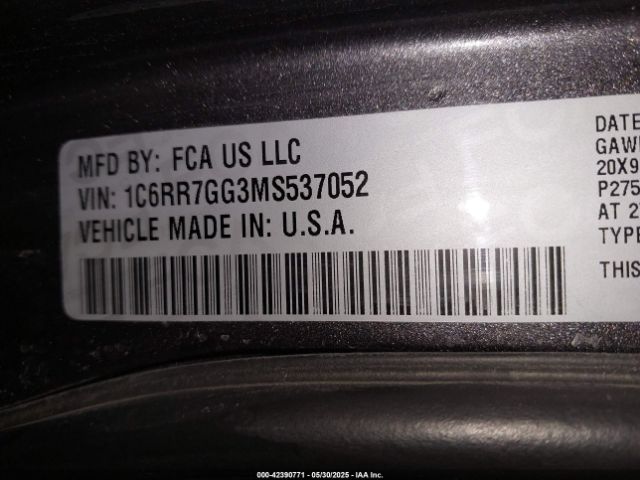 MFD BY: FCA US LLC
VIN: 1C6RR7GG3MS537052
VEHICLE MADE IN: U.S.A.
DATE
GAW
20X9
P275
AT 2
TYPE
THIS
000-42390771 - 05/30/2025 - IAA Inc.